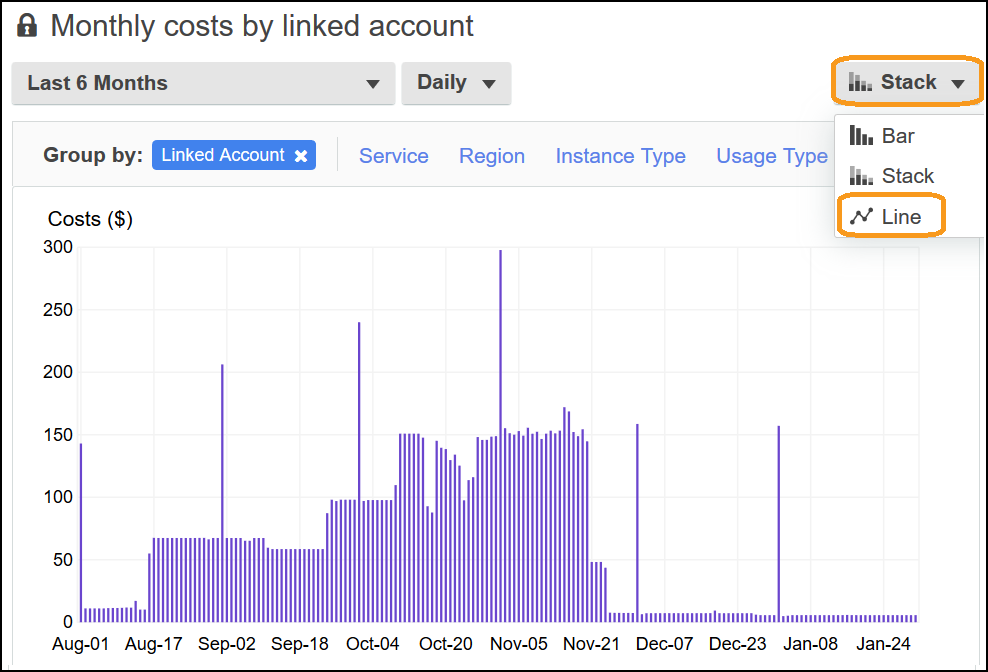 Monthly costs by linked account
Last 6 Months Daily Stack
Bar
Stack
Line
Group by: Linked Account Service Region Instance Type Usage Type
Costs ($)
300
250
200
150
100
50
0
Aug-01 Aug-17 Sep-02 Sep-18 Oct-04 Oct-20 Nov-05 Nov-21 Dec-07 Dec-23 Jan-08 Jan-24